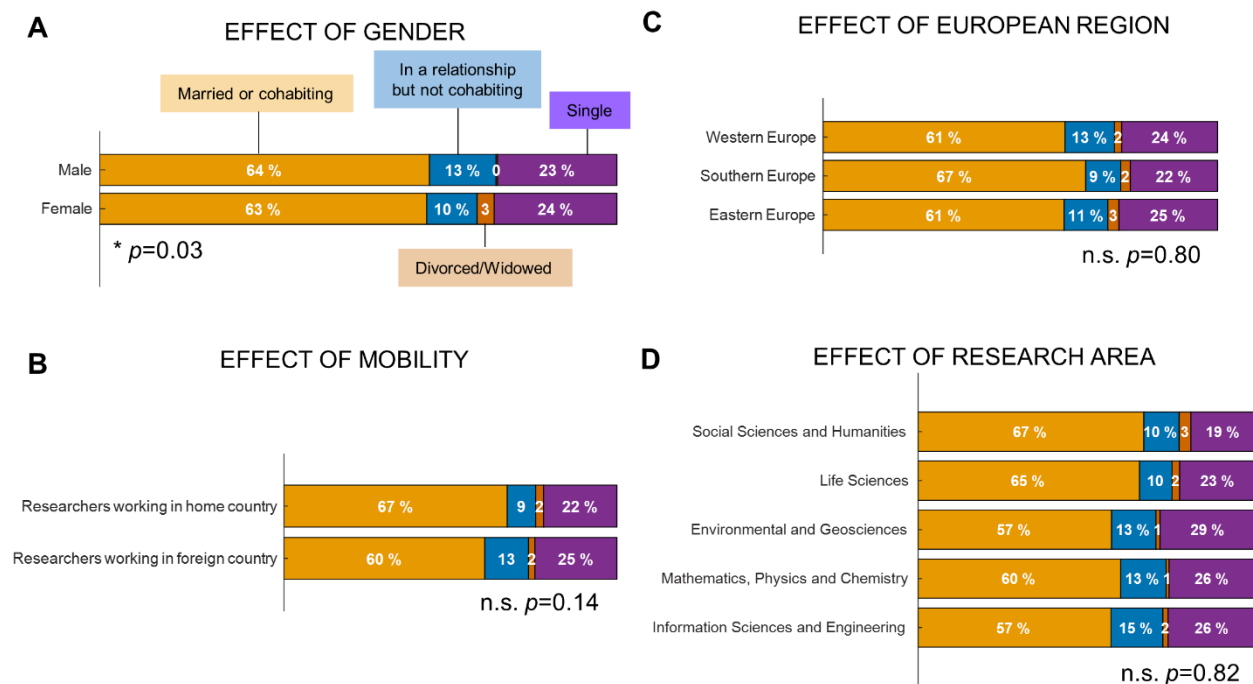 A
EFFECT OF GENDER
Married or cohabiting
In a relationship
but not cohabiting
Single
Male
64 %
13 %
0
23 %
Female
63 %
10 %
3
24 %
* p=0.03
Divorced/Widowed
B
EFFECT OF MOBILITY
Researchers working in home country
67 %
9
2
22 %
Researchers working in foreign country
60 %
13
2
25 %
n.s. p=0.14
C
EFFECT OF EUROPEAN REGION
Western Europe
61 %
13 %
2
24 %
Southern Europe
67 %
9 %
2
22 %
Eastern Europe
61 %
11 %
3
25 %
n.s. p=0.80
D
EFFECT OF RESEARCH AREA
Social Sciences and Humanities
67 %
10 %
3
19 %
Life Sciences
65 %
10
2
23 %
Environmental and Geosciences
57 %
13 %
1
29 %
Mathematics, Physics and Chemistry
60 %
13 %
1
26 %
Information Sciences and Engineering
57 %
15 %
2
26 %
n.s. p=0.82